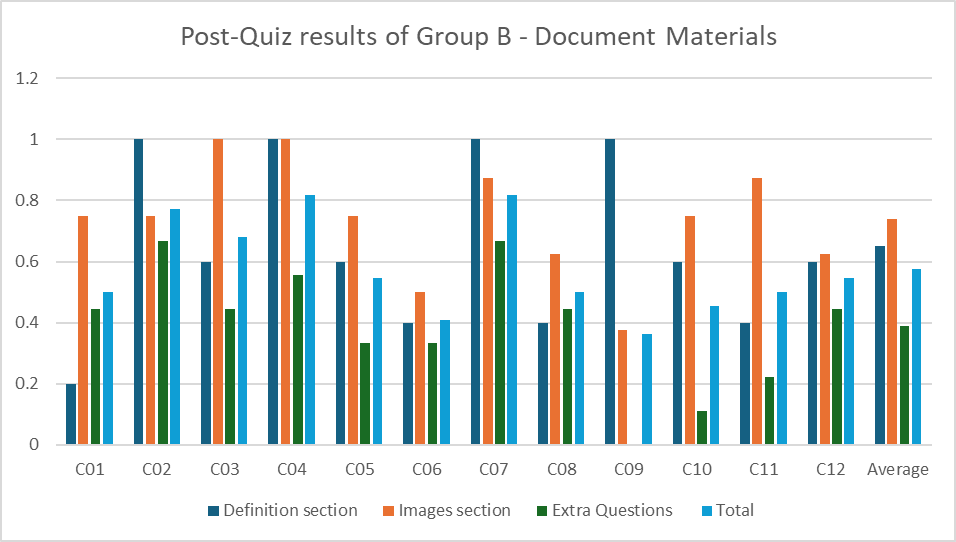 Post-Quiz results of Group B - Document Materials
1.2
1
0.8
0.6
0.4
0.2
0
C01 C02 C03 C04 C05 C06 C07 C08 C09 C10 C11 C12 Average
Definition section Images section Extra Questions Total